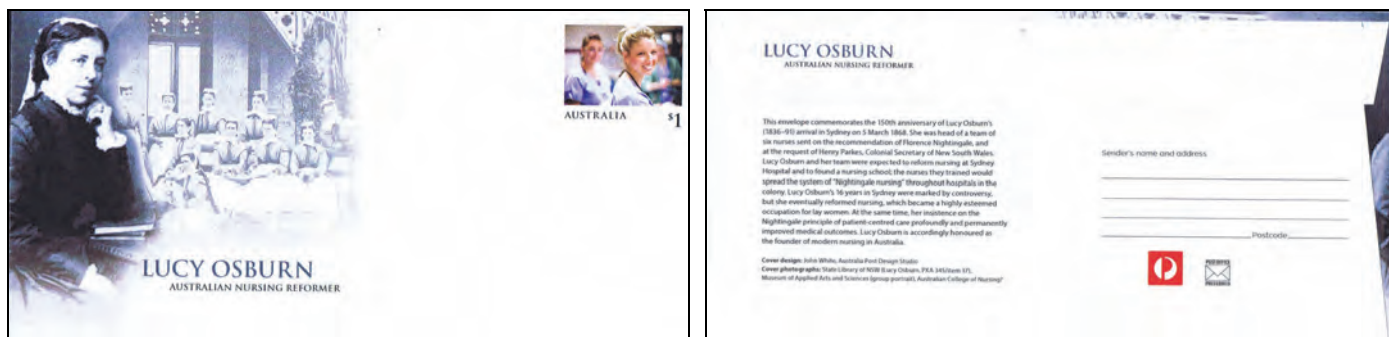 AUSTRALIA $1
LUCY OSBURN
AUSTRALIAN NURSING REFORMER
LUCY OSBURN
AUSTRALIAN NURSING REFORMER
This envelope commemorates the 150th anniversary of Lucy Osburn's
(1836–91) arrival in Sydney on 5 March 1868. She was head of a team of
six nurses sent on the recommendation of Florence Nightingale, and
at the request of Henry Parkes, Colonial Secretary of New South Wales.
Lucy Osburn and her team were expected to reform nursing at Sydney
Hospital and to found a nursing school; the nurses they trained would
spread the system of "Nightingale nursing" throughout hospitals in the
colony. Lucy Osburn's 16 years in Sydney were marked by controversy,
but she eventually reformed nursing, which became a highly esteemed
occupation for lay women. At the same time, her insistence on the
Nightingale principle of patient-centred care profoundly and permanently
improved medical outcomes. Lucy Osburn is accordingly honoured as
the founder of modern nursing in Australia.
Cover design: John White, Australia Post Design Studio
Cover photographs: State Library of NSW (Lucy Osburn, PXA 345/item 37),
Museum of Applied Arts and Sciences (group portrait), Australian College of Nursing
Sender's name and address
Postcode